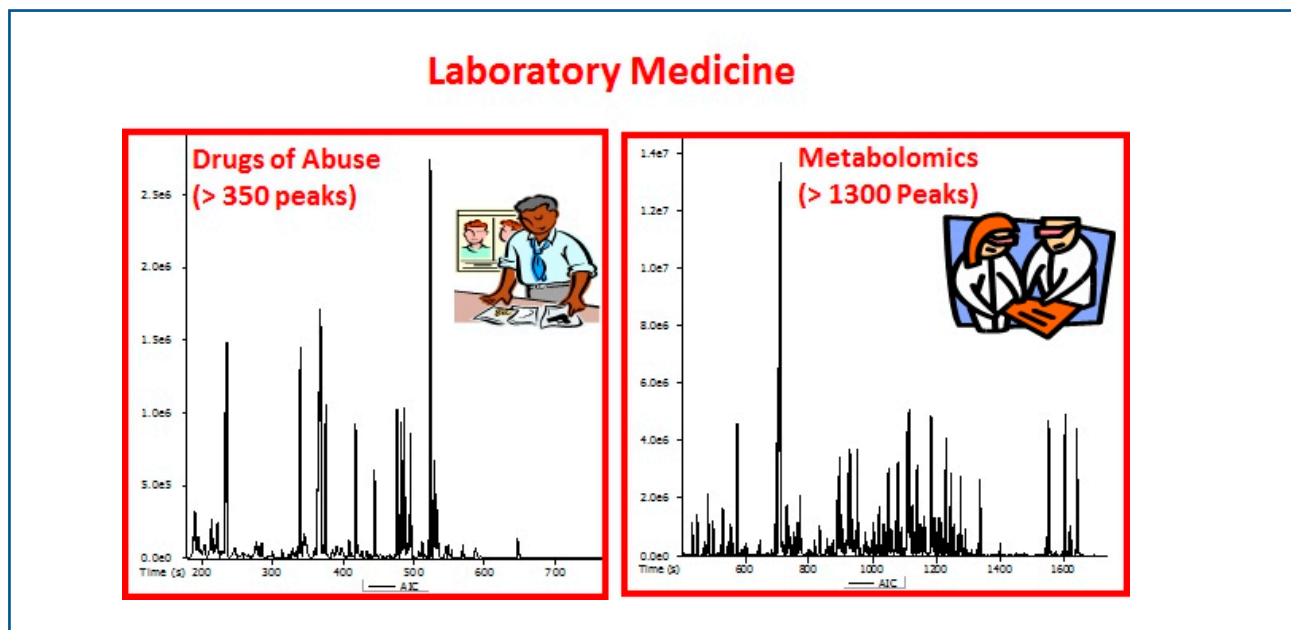 Laboratory Medicine
Drugs of Abuse
(> 350 peaks)
2.5e6
2.0e6
1.5e6
1.0e6
5.0e5
0.0e0
Time (s) 200 300 400 500 600 700
AIC
Metabolomics
(> 1300 Peaks)
1.4e7
1.2e7
1.0e7
8.0e6
6.0e6
4.0e6
2.0e6
0.0e0
Time (s) 600 800 1000 1200 1400 1600
AIC